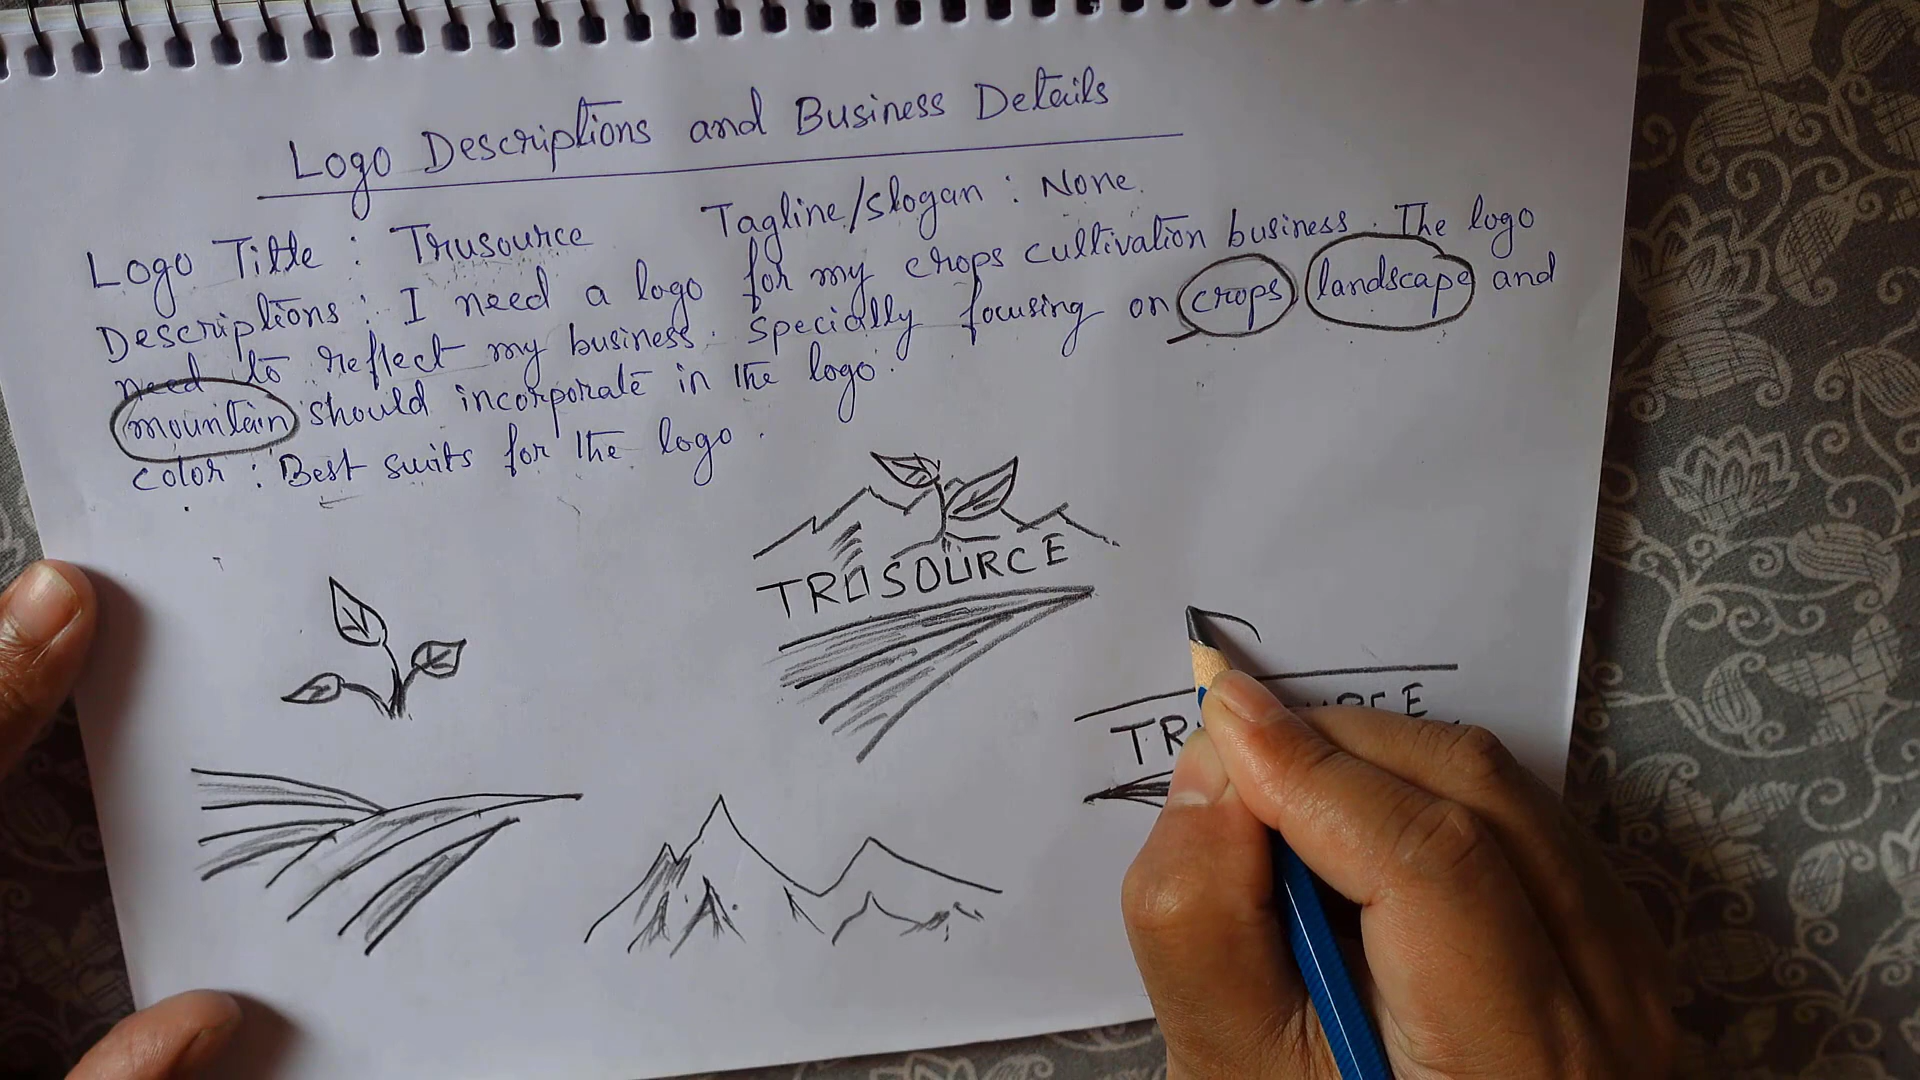 Logo Descriptions and Business Details
Logo Title : Trusource Tagline/slogan : None.
Descriptions : I need a logo for my crops cultivation business. The logo
need to reflect my business. specially focusing on crops landscape and
mountain should incorporate in the logo.
color : Best suits for the logo.
TRUSOURCE
TR URCE